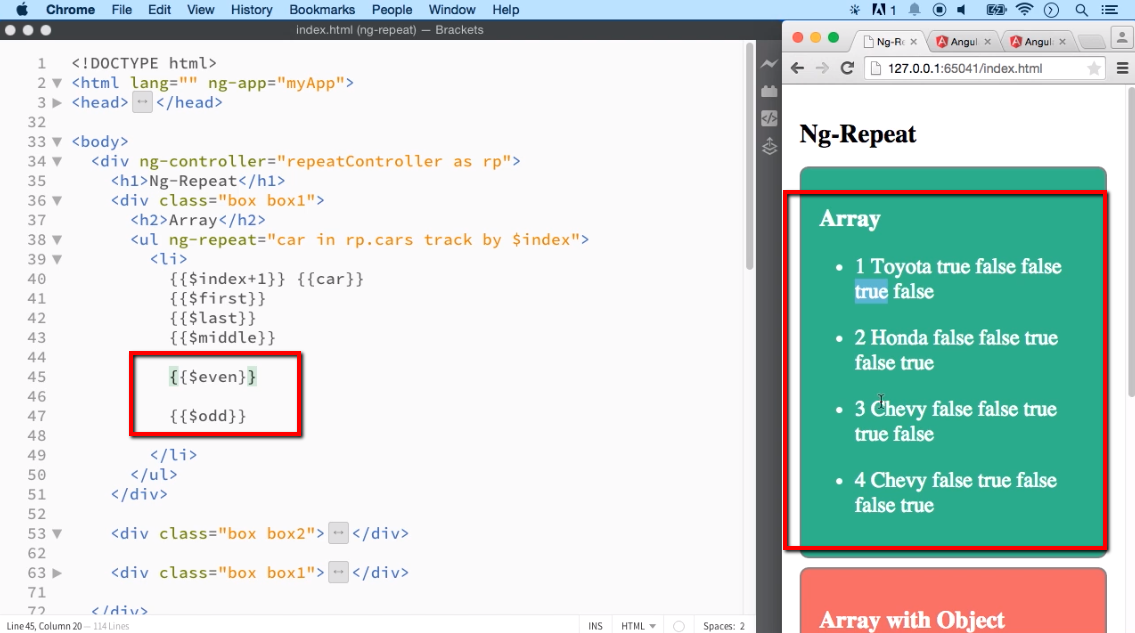 Chrome File Edit View History Bookmarks People Window Help
1
index.html (ng-repeat) — Brackets
1 <!DOCTYPE html>
2 <html lang="" ng-app="myApp">
3 <head> </head>
32
33 <body>
34 <div ng-controller="repeatController as rp">
35 <h1>Ng-Repeat</h1>
36 <div class="box box1">
37 <h2>Array</h2>
38 <ul ng-repeat="car in rp.cars track by $index">
39 <li>
40 {{$index+1}} {{car}}
41 {{$first}}
42 {{$last}}
43 {{$middle}}
44
45 {{$even}}
46
47 {{$odd}}
48
49 </li>
50 </ul>
51 </div>
52
53 <div class="box box2"> </div>
62
63 <div class="box box1"> </div>
71
72 </div>
Line 45, Column 20 — 114 Lines
INS HTML Spaces: 2
Ng-Re Angul Angul
127.0.0.1:65041/index.html
Ng-Repeat
Array
• 1 Toyota true false false
true false
• 2 Honda false false true
false true
• 3 Chevy false false true
true false
• 4 Chevy false true false
false true
Array with Object